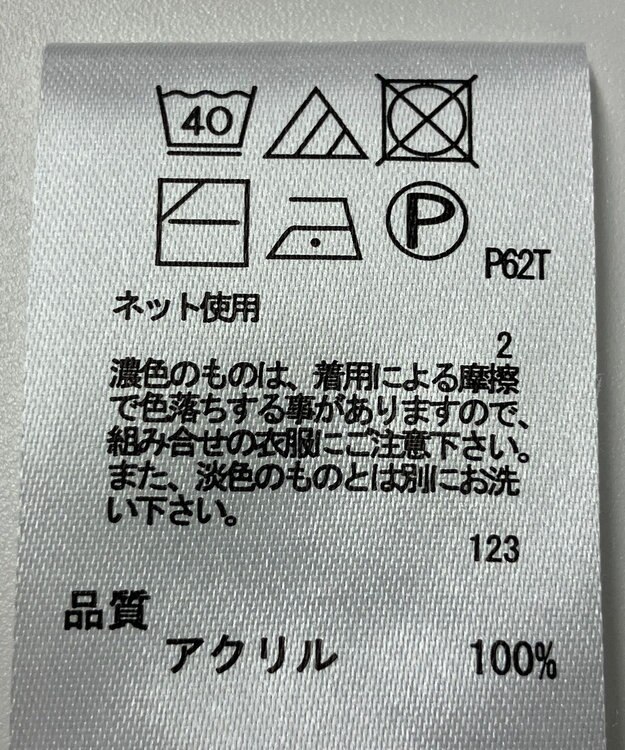 40
P
P62T
ネット使用
2
濃色のものは、着用による摩擦
で色落ちする事がありますので、
組み合せの衣服にご注意下さい。
また、淡色のものとは別にお洗
い下さい。
123
品質
アクリル 100%